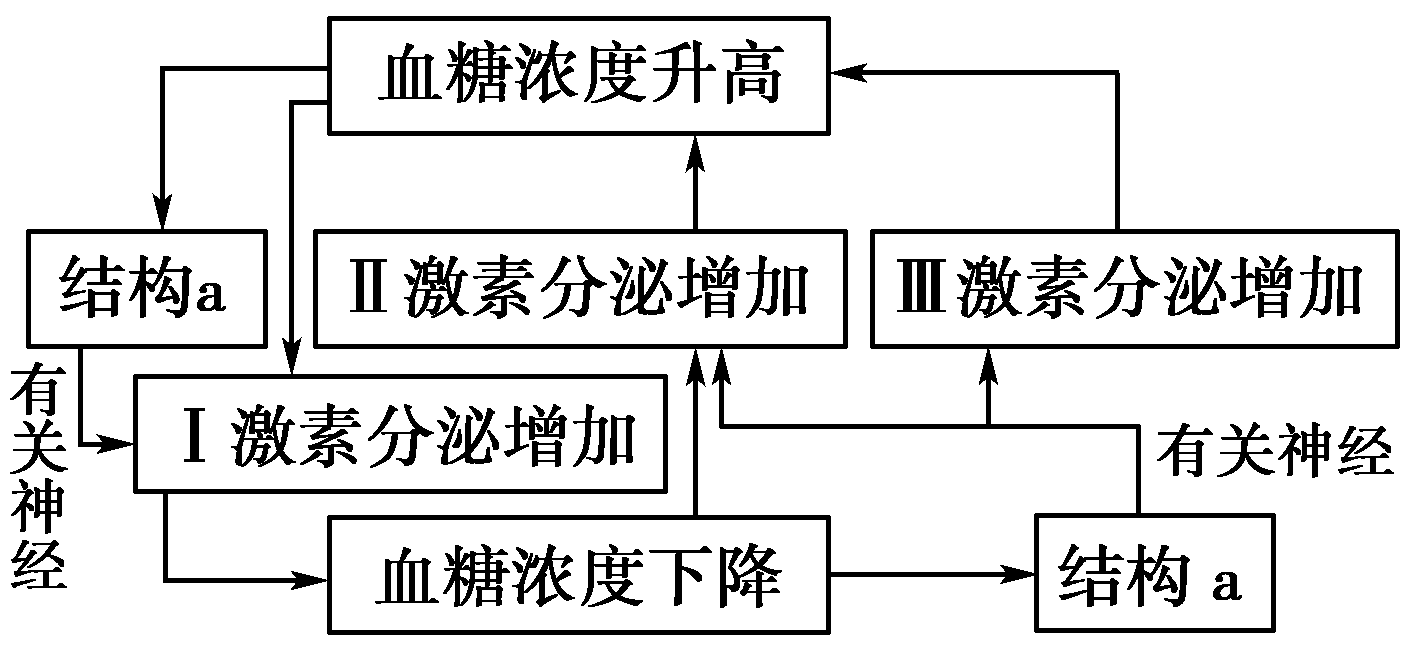 血糖浓度升高
结构a
Ⅱ激素分泌增加
Ⅲ激素分泌增加
有关神经
Ⅰ激素分泌增加
有关神经
血糖浓度下降
结构 a